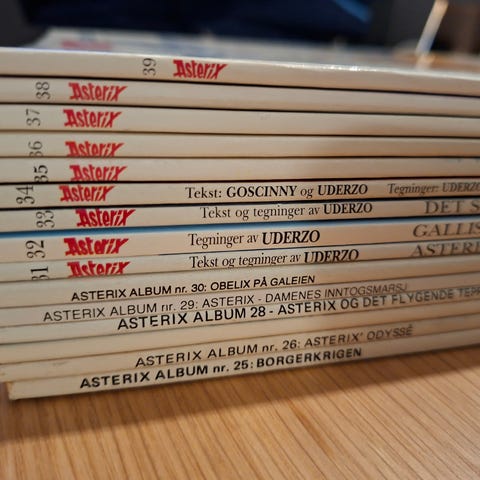 39 Asterix
38 Asterix
37 Asterix
36 Asterix
35 Asterix
34 Asterix Tekst: GOSCINNY og UDERZO Tegninger: UDERZO
33 Asterix Tekst og tegninger av UDERZO DET
32 Asterix Tegninger av UDERZO
31 Asterix Tekst og tegninger av UDERZO
ASTERIX ALBUM nr. 30: OBELIX PÅ GALEIEN
ASTERIX ALBUM nr. 29: ASTERIX - DAMENES INNTOGSMARSJ
ASTERIX ALBUM 28 - ASTERIX OG DET FLYGENDE
ASTERIX ALBUM nr. 26: ASTERIX' ODYSSÉ
ASTERIX ALBUM nr. 25: BORGERKRIGEN